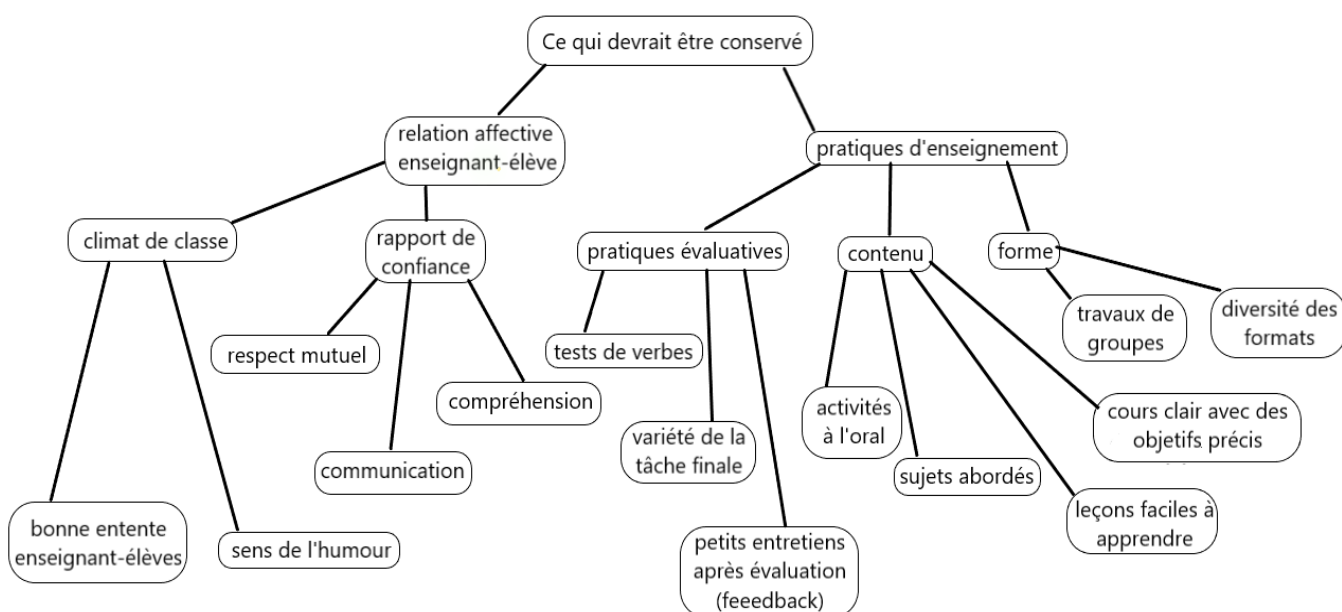 Ce qui devrait être conservé
relation affective
enseignant-élève
pratiques d'enseignement
climat de classe
rapport de
confiance
pratiques évaluatives
contenu
forme
respect mutuel
communication
compréhension
bonne entente
enseignant-élèves
sens de l'humour
tests de verbes
variété de la
tâche finale
petits entretiens
après évaluation
(feeedback)
activités
à l'oral
sujets abordés
leçons faciles à
apprendre
cours clair avec des
objetifs précis
travaux de
groupes
diversité des
formats